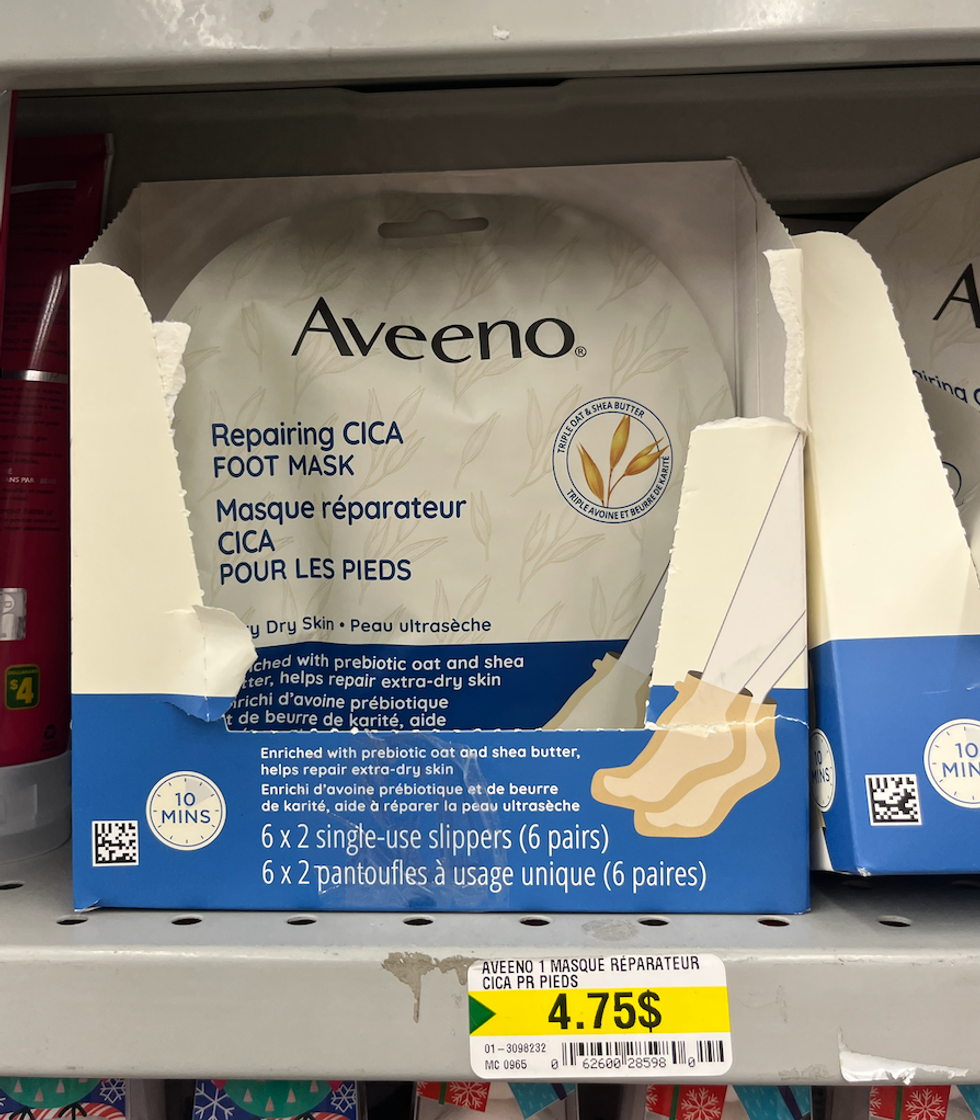 AVEENO®
Repairing CICA
FOOT MASK
Masque réparateur
CICA
POUR LES PIEDS
TRIPLE OAT & SHEA BUTTER
TRIPLE AVOINE ET BEURRE DE KARITÉ
Dry Skin • Peau ultrasèche
with prebiotic oat and shea
helps repair extra-dry skin
d'avoine prébiotique
de beurre de karité, aide
Enriched with prebiotic oat and shea butter,
helps repair extra-dry skin
Enrichi d'avoine prébiotique et de beurre
de karité, aide à réparer la peau ultrasèche
10
MINS
6 x 2 single-use slippers (6 pairs)
6 x 2 pantoufles à usage unique (6 paires)
10
MINS
10
MIN
$4
AVEENO 1 MASQUE RÉPARATEUR
CICA PR PIEDS
4.75$
01-3098232
MC 0965
0 62600 28598 0